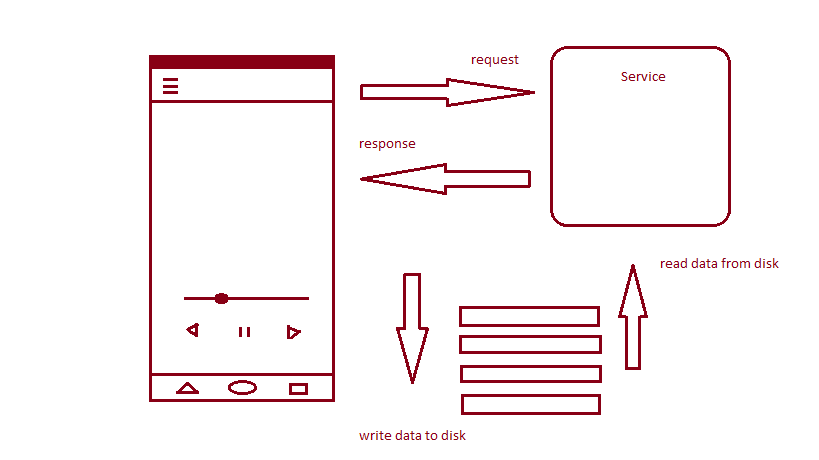 request
Service
response
read data from disk
write data to disk